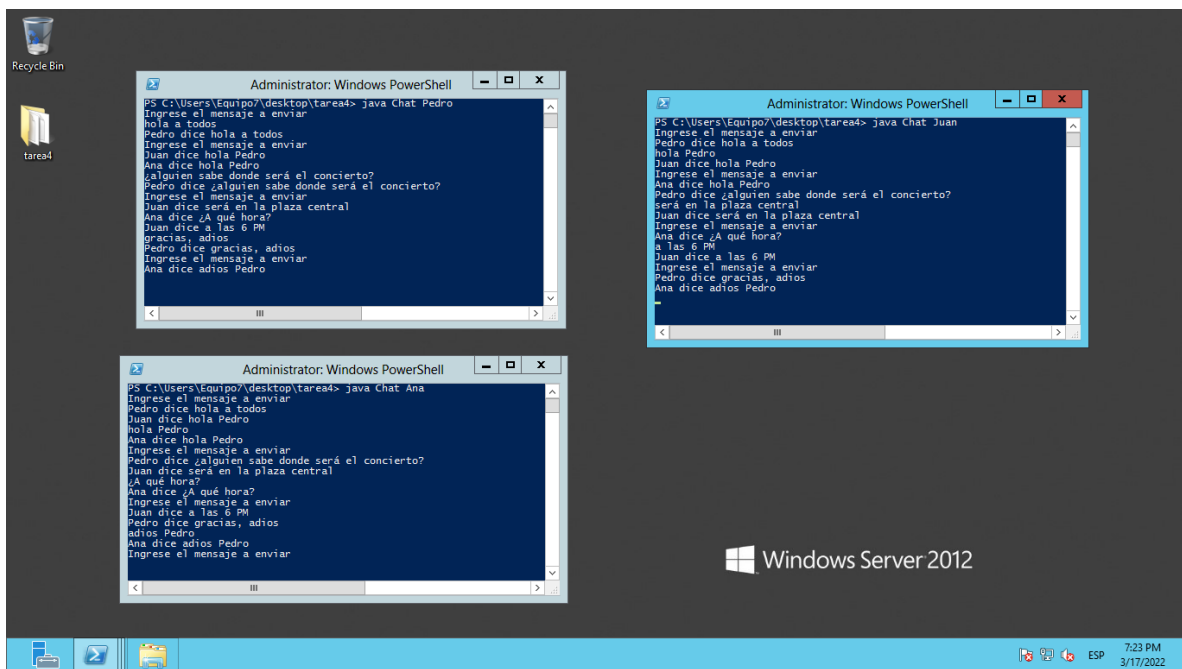 Recycle Bin
tarea4
Administrator: Windows PowerShell
PS C:\Users\Equipo7\desktop\tarea4> java Chat Pedro
Ingrese el mensaje a enviar
hola a todos
Pedro dice hola a todos
Ingrese el mensaje a enviar
Juan dice hola Pedro
Ana dice hola Pedro
¿alguien sabe donde será el concierto?
Pedro dice ¿alguien sabe donde será el concierto?
Ingrese el mensaje a enviar
Juan dice será en la plaza central
Ana dice ¿A qué hora?
Juan dice a las 6 PM
gracias, adios
Pedro dice gracias, adios
Ingrese el mensaje a enviar
Ana dice adios Pedro
Administrator: Windows PowerShell
PS C:\Users\Equipo7\desktop\tarea4> java Chat Juan
Ingrese el mensaje a enviar
Pedro dice hola a todos
hola Pedro
Juan dice hola Pedro
Ingrese el mensaje a enviar
Ana dice hola Pedro
Pedro dice ¿alguien sabe donde será el concierto?
será en la plaza central
Juan dice será en la plaza central
Ingrese el mensaje a enviar
Ana dice ¿A qué hora?
a las 6 PM
Juan dice a las 6 PM
Ingrese el mensaje a enviar
Pedro dice gracias, adios
Ana dice adios Pedro
Administrator: Windows PowerShell
PS C:\Users\Equipo7\desktop\tarea4> java Chat Ana
Ingrese el mensaje a enviar
Pedro dice hola a todos
Juan dice hola Pedro
hola Pedro
Ana dice hola Pedro
Ingrese el mensaje a enviar
Pedro dice ¿alguien sabe donde será el concierto?
Juan dice será en la plaza central
¿A qué hora?
Ana dice ¿A qué hora?
Ingrese el mensaje a enviar
Juan dice a las 6 PM
Pedro dice gracias, adios
adios Pedro
Ana dice adios Pedro
Ingrese el mensaje a enviar
Windows Server 2012
ESP
7:23 PM
3/17/2022